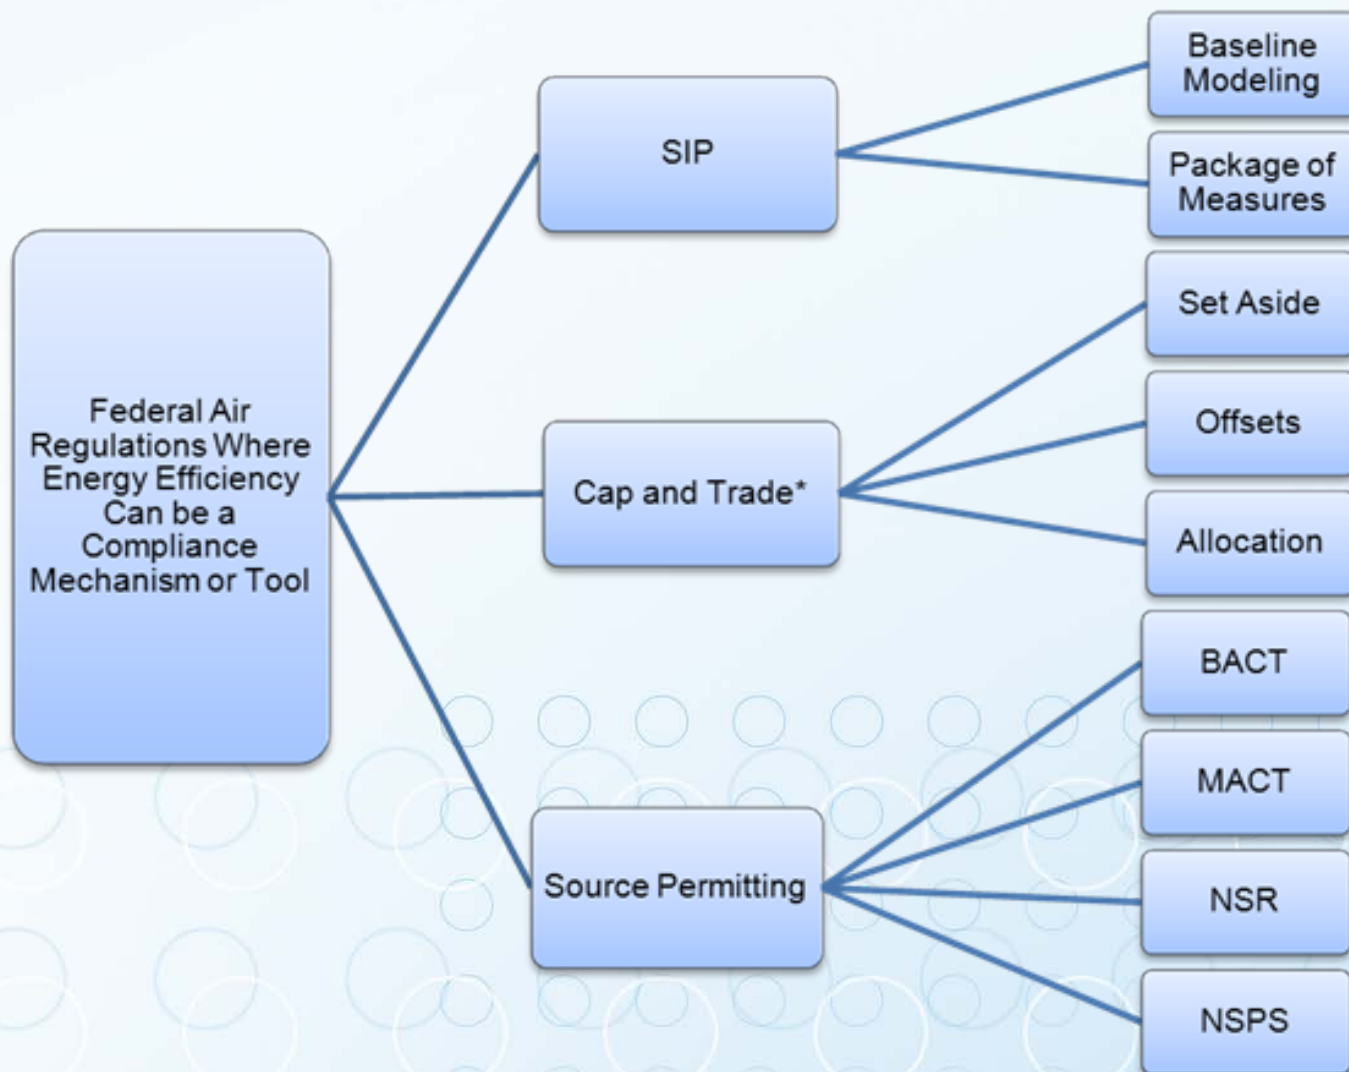 Federal Air
Regulations Where
Energy Efficiency
Can be a
Compliance
Mechanism or Tool
SIP
Baseline
Modeling
Package of
Measures
Cap and Trade*
Set Aside
Offsets
Allocation
Source Permitting
BACT
MACT
NSR
NSPS